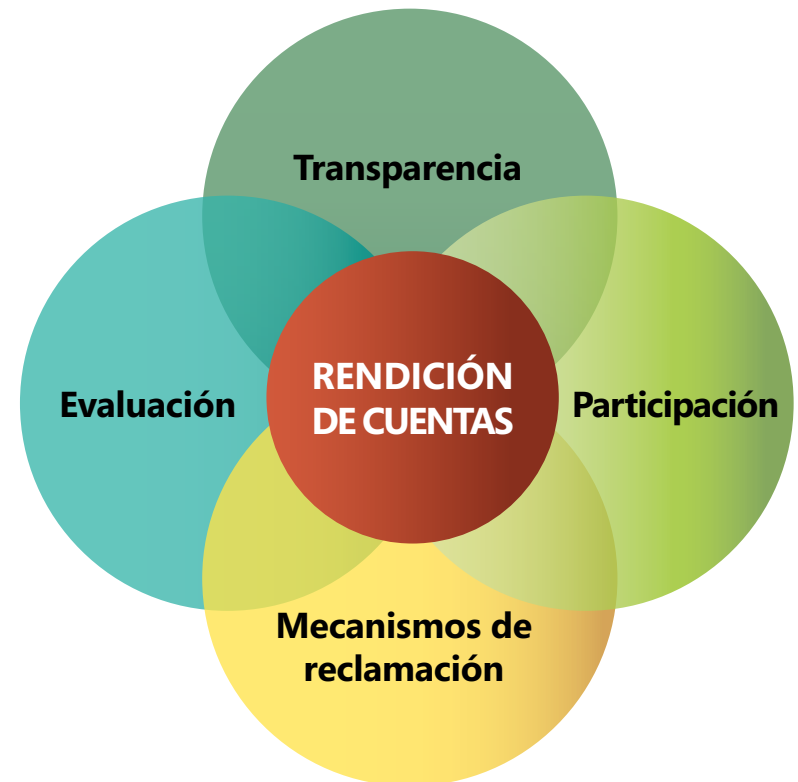 Transparencia
Evaluación
RENDICIÓN
DE CUENTAS
Participación
Mecanismos de
reclamación